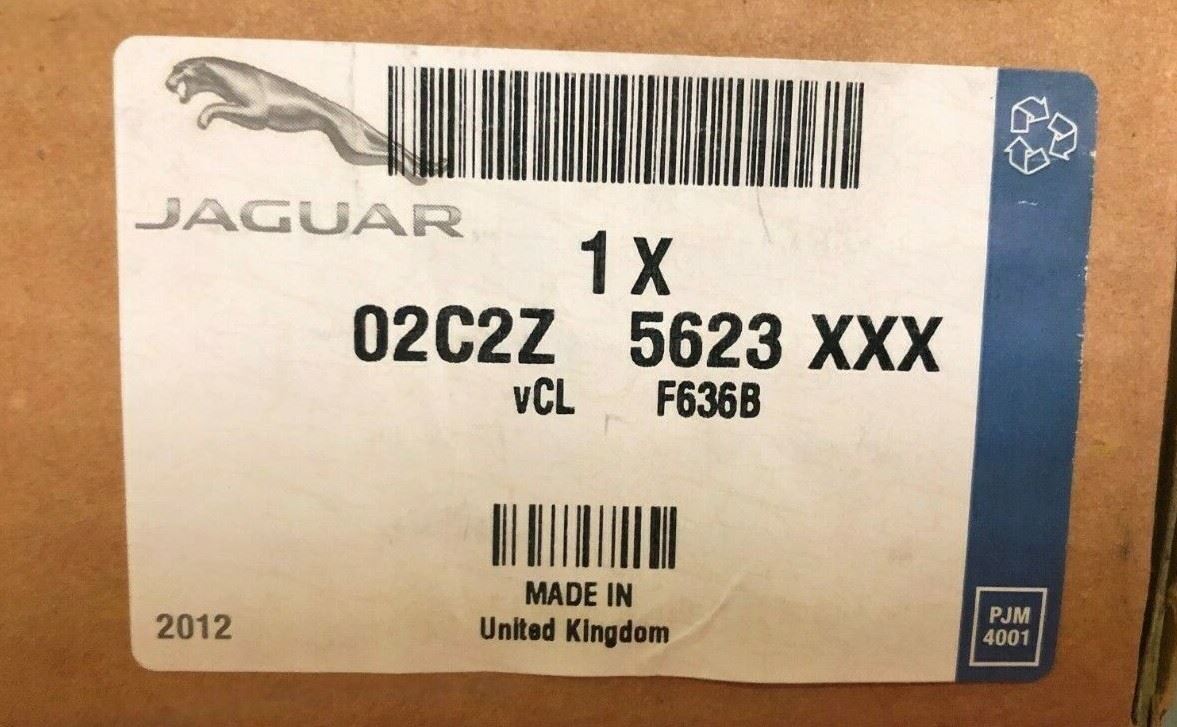 JAGUAR
1 X
02C2Z 5623 XXX
vCL F636B
MADE IN
United Kingdom
2012
PJM
4001